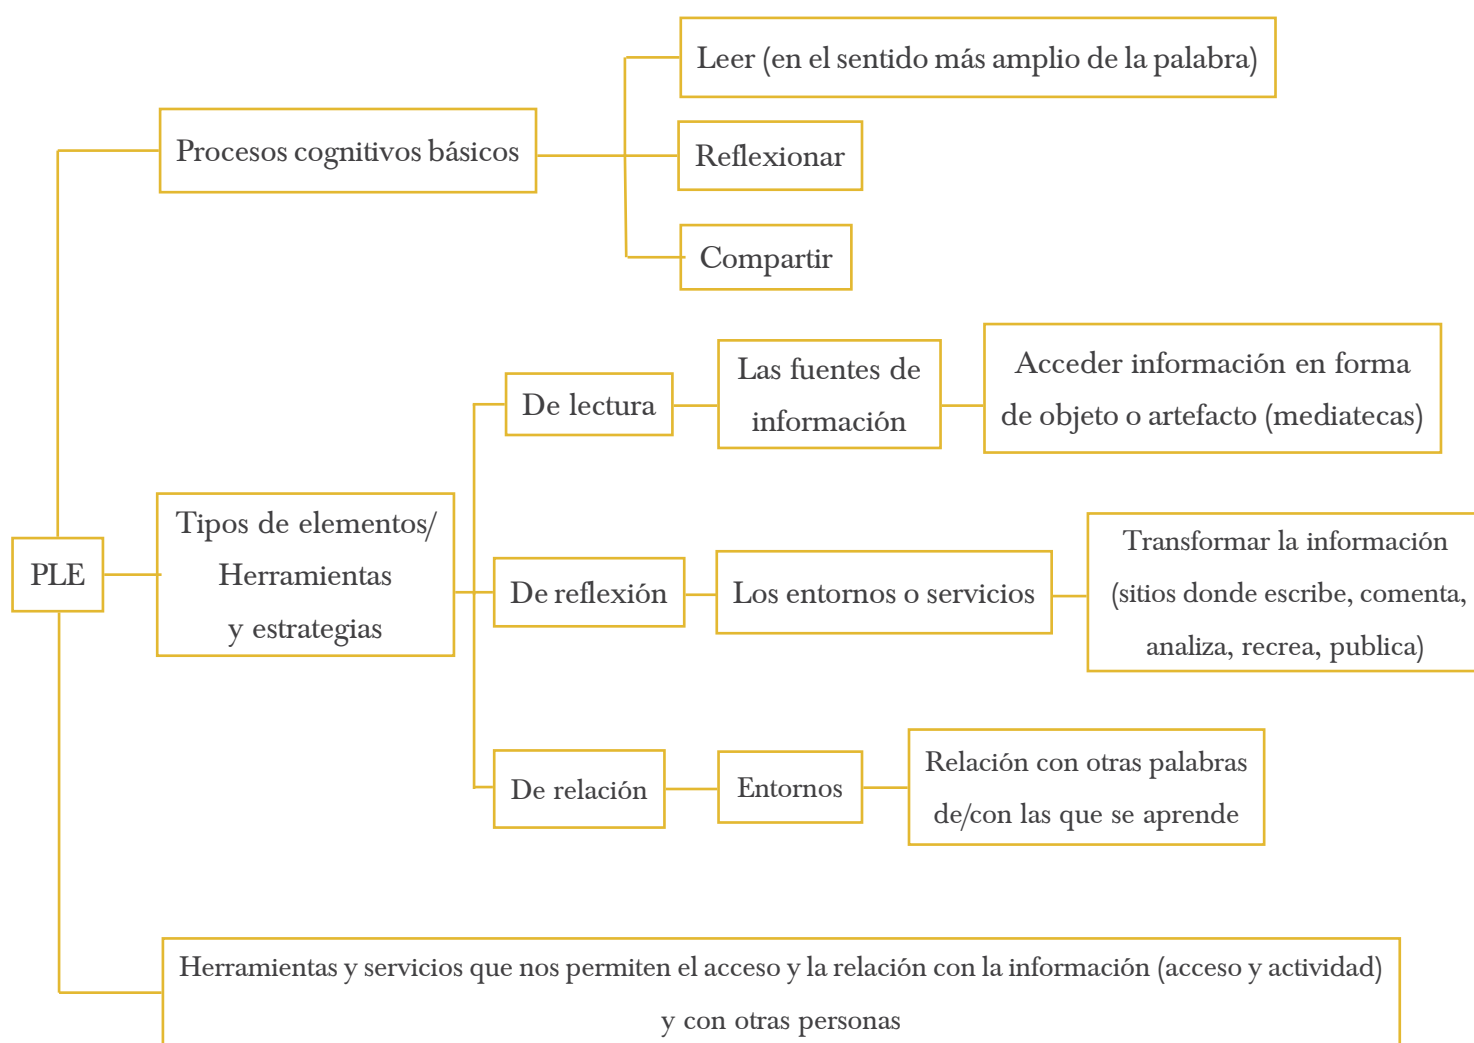 Leer (en el sentido más amplio de la palabra)
Procesos cognitivos básicos
Reflexionar
Compartir
De lectura
Las fuentes de
información
Acceder información en forma
de objeto o artefacto (mediatecas)
PLE
Tipos de elementos/
Herramientas
y estrategias
De reflexión
Los entornos o servicios
Transformar la información
(sitios donde escribe, comenta,
analiza, recrea, publica)
De relación
Entornos
Relación con otras palabras
de/con las que se aprende
Herramientas y servicios que nos permiten el acceso y la relación con la información (acceso y actividad)
y con otras personas